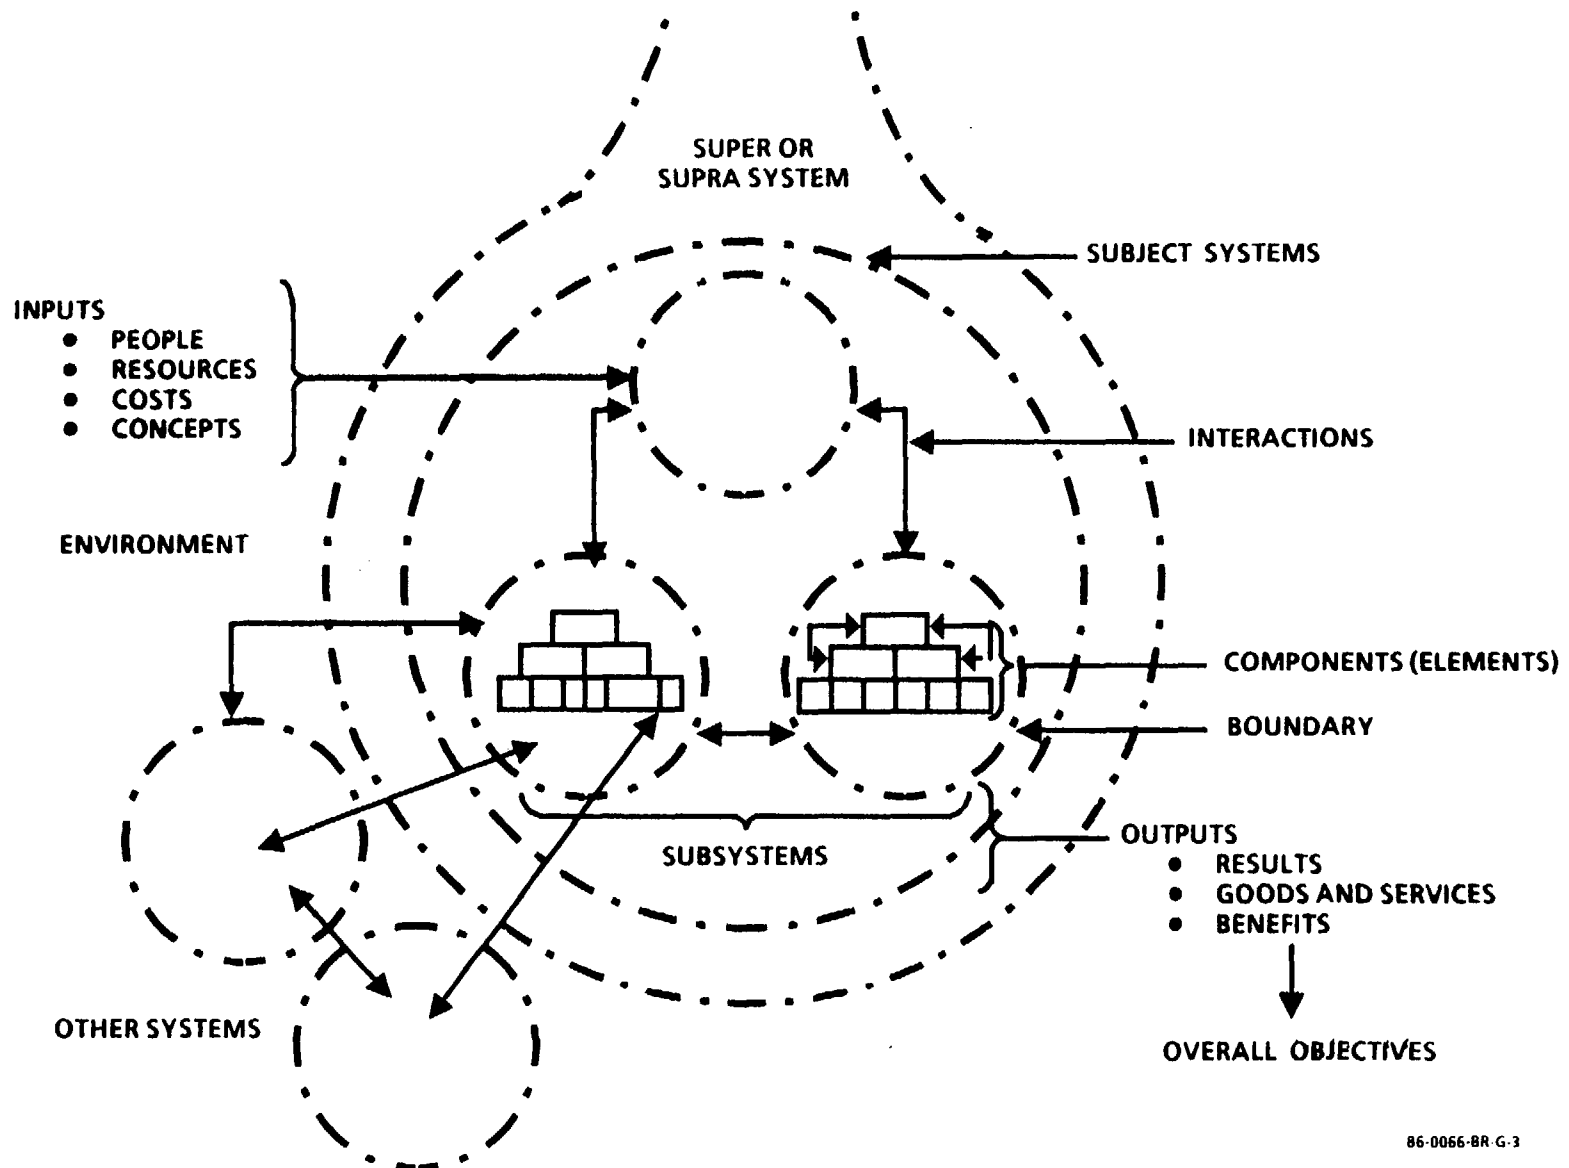 SUPER OR
SUPRA SYSTEM
SUBJECT SYSTEMS
INPUTS
● PEOPLE
● RESOURCES
● COSTS
● CONCEPTS
INTERACTIONS
ENVIRONMENT
COMPONENTS (ELEMENTS)
BOUNDARY
SUBSYSTEMS
OUTPUTS
● RESULTS
● GOODS AND SERVICES
● BENEFITS
OTHER SYSTEMS
OVERALL OBJECTIVES
86-0066-BR-G-3